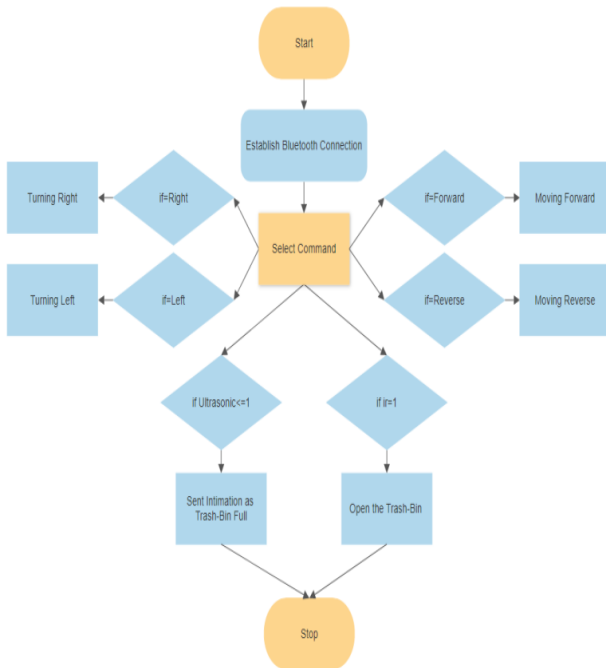 Start
Establish Bluetooth Connection
if=Right
Turning Right
if=Forward
Moving Forward
Select Command
if=Left
Turning Left
if=Reverse
Moving Reverse
if Ultrasonic<=1
if ir=1
Sent Intimation as
Trash-Bin Full
Open the Trash-Bin
Stop